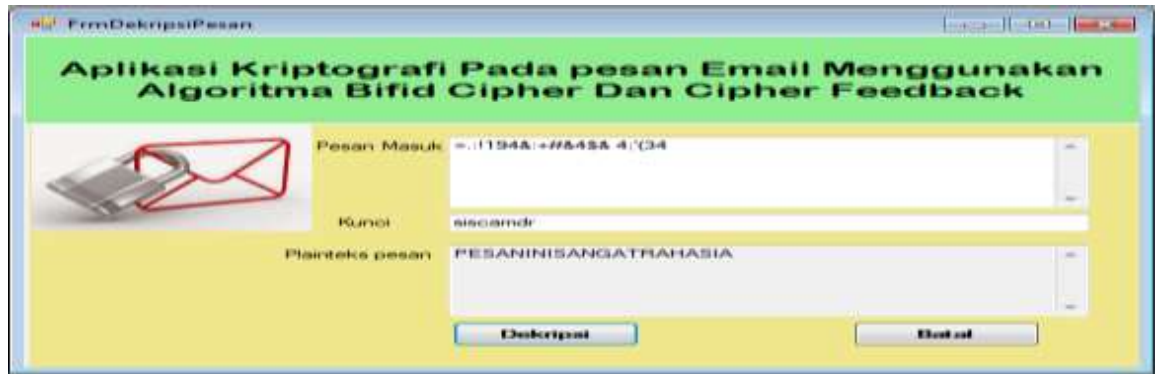 FrmDekripsiPesan
Aplikasi Kriptografi Pada pesan Email Menggunakan
Algoritma Bifid Cipher Dan Cipher Feedback
Pesan Masuk
Kunci siscamdr
Plainteks pesan PESANINISANGATRAHASIA
Dekripsi Batal